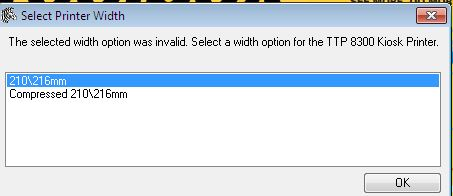 Select Printer Width
The selected width option was invalid. Select a width option for the TTP 8300 Kiosk Printer.
210\216mm
Compressed 210\216mm
OK